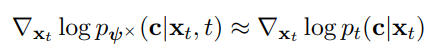 ∇_{𝐱_t} log p_{𝝍^×}(𝐜|𝐱_t, t) ≈ ∇_{𝐱_t} log p_t(𝐜|𝐱_t)